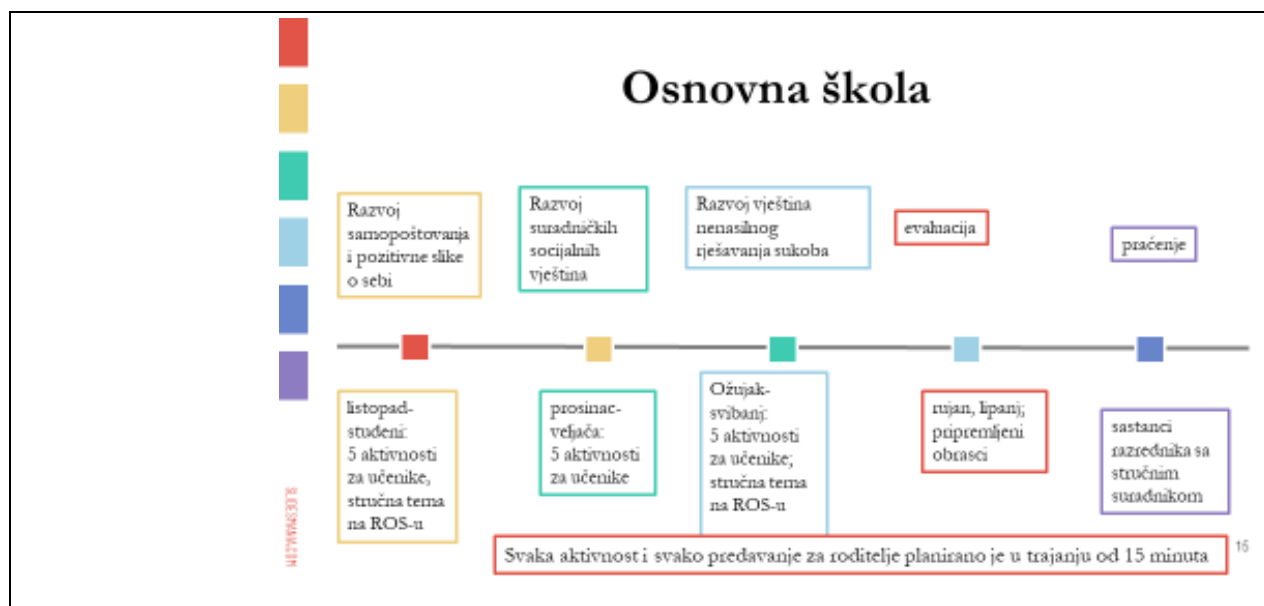 Osnovna škola
Razvoj
samopoštovanja
i pozitivne slike
o sebi
Razvoj
suradničkih
socijalnih
vještina
Razvoj vještina
nenasilnog
rješavanja sukoba
evaluacija
praćenje
listopad-
studeni:
5 aktivnosti
za učenike,
stručna tema
na ROS-u
prosinac-
veljača:
5 aktivnosti
za učenike
Ožujak-
svibanj:
5 aktivnosti
za učenike;
stručna tema
na ROS-u
rujan, lipanj;
pripremljeni
obrasci
sastanci
razrednika sa
stručnim
suradnikom
Svaka aktivnost i svako predavanje za roditelje planirano je u trajanju od 15 minuta
16
SLIDESMANIA.COM